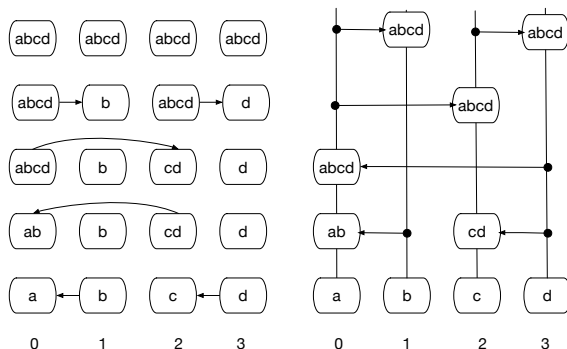 abcd abcd abcd abcd
abcd b abcd d
abcd b cd d
ab b cd d
a b c d
0 1 2 3
abcd abcd
abcd
abcd
ab cd
a b c d
0 1 2 3